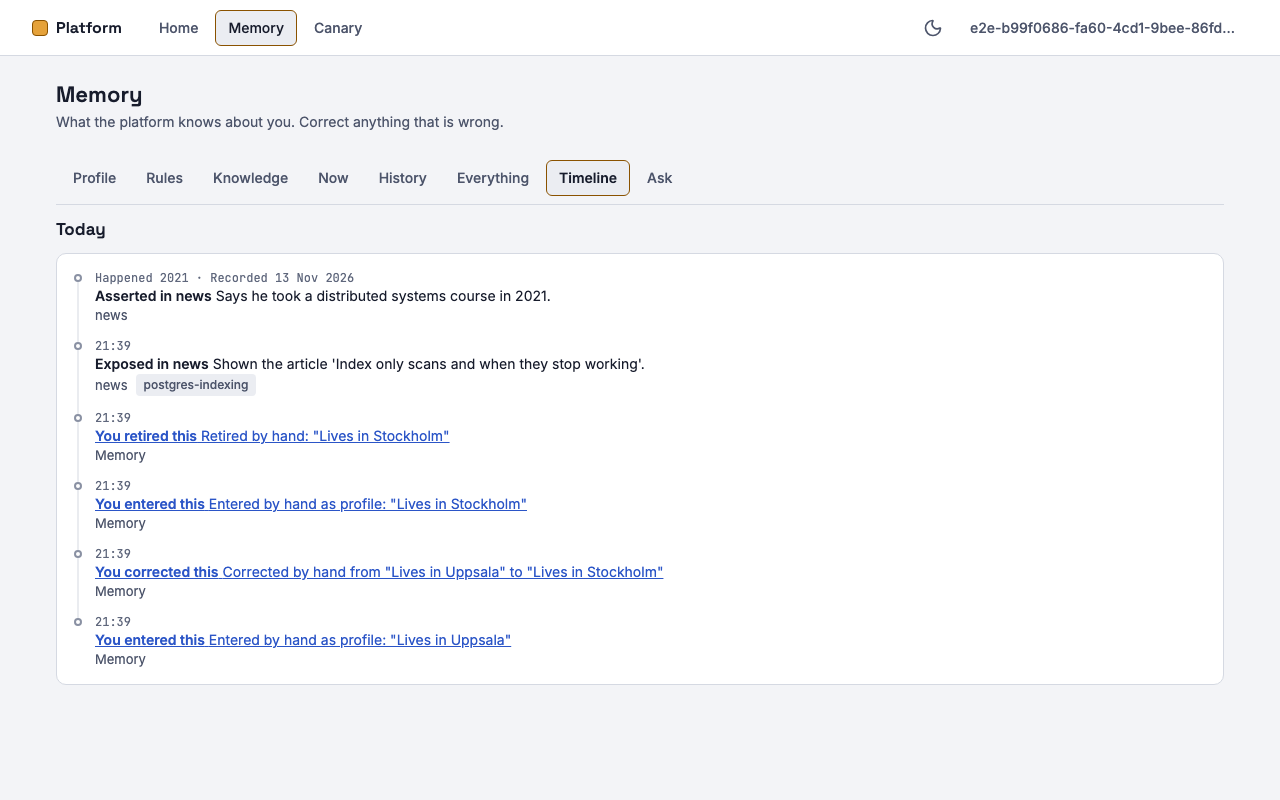 Platform
Home
Memory
Canary
e2e-b99f0686-fa60-4cd1-9bee-86fd...
Memory
What the platform knows about you. Correct anything that is wrong.
Profile
Rules
Knowledge
Now
History
Everything
Timeline
Ask
Today
Happened 2021 · Recorded 13 Nov 2026
Asserted in news Says he took a distributed systems course in 2021.
news
21:39
Exposed in news Shown the article 'Index only scans and when they stop working'.
news postgres-indexing
21:39
You retired this Retired by hand: "Lives in Stockholm"
Memory
21:39
You entered this Entered by hand as profile: "Lives in Stockholm"
Memory
21:39
You corrected this Corrected by hand from "Lives in Uppsala" to "Lives in Stockholm"
Memory
21:39
You entered this Entered by hand as profile: "Lives in Uppsala"
Memory